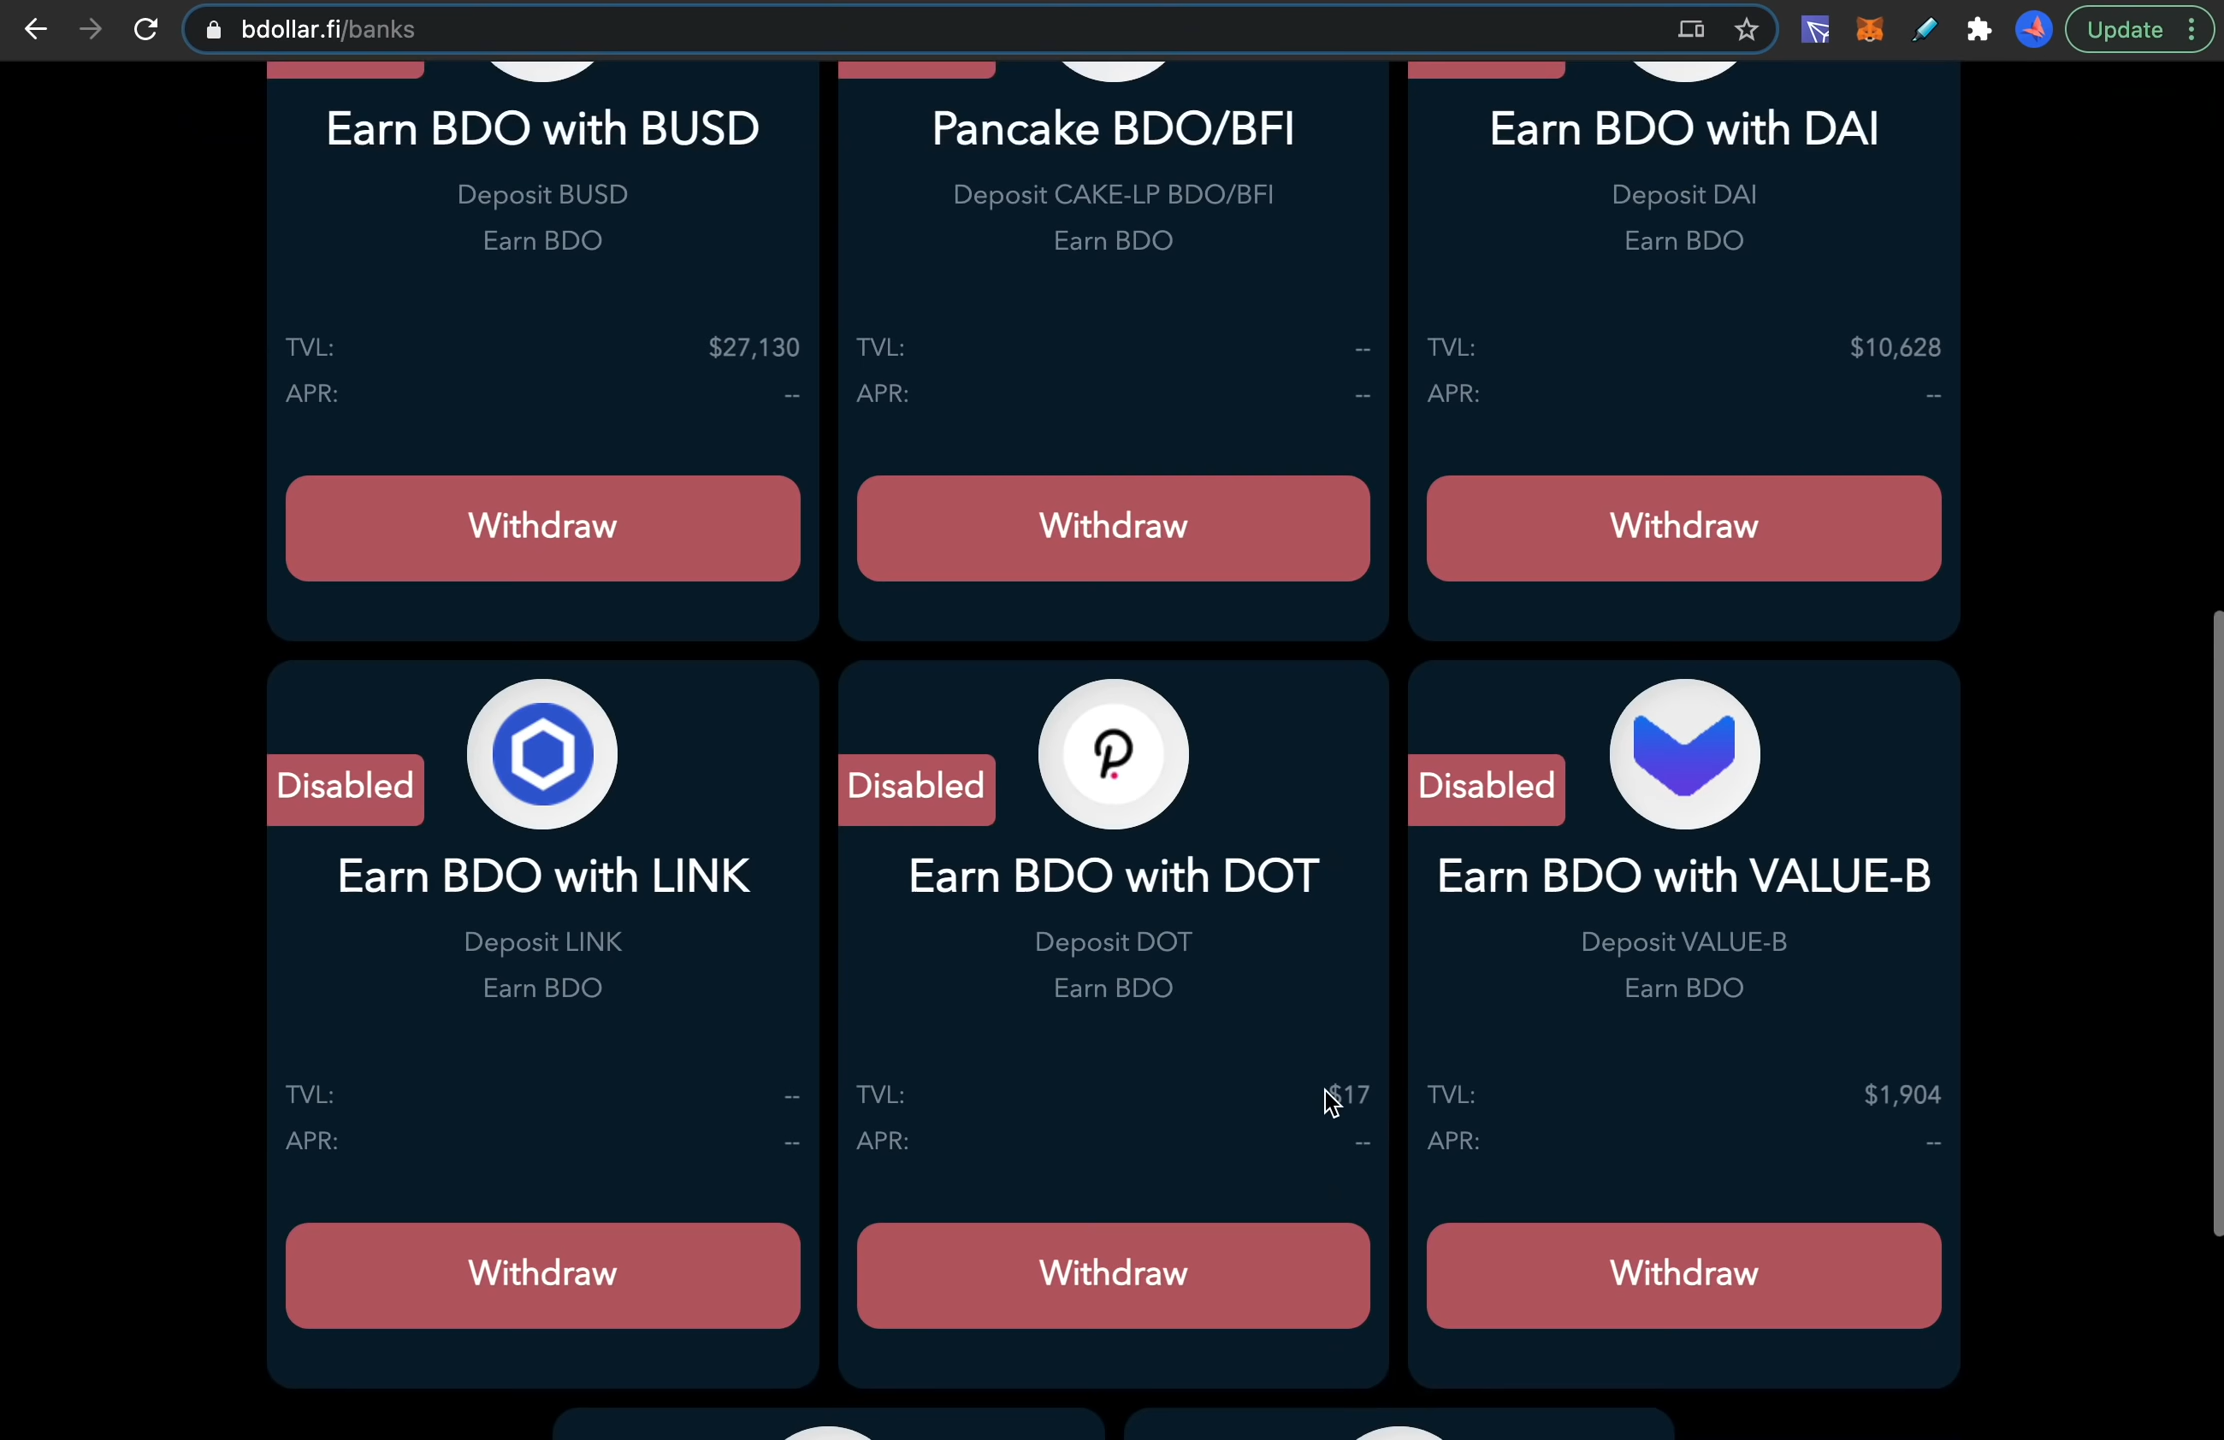 bdollar.fi/banks
Update
Earn BDO with BUSD
Deposit BUSD
Earn BDO
TVL: $27,130
APR: --
Withdraw
Pancake BDO/BFI
Deposit CAKE-LP BDO/BFI
Earn BDO
TVL: --
APR: --
Withdraw
Earn BDO with DAI
Deposit DAI
Earn BDO
TVL: $10,628
APR: --
Withdraw
Disabled
Earn BDO with LINK
Deposit LINK
Earn BDO
TVL: --
APR: --
Withdraw
Disabled
Earn BDO with DOT
Deposit DOT
Earn BDO
TVL: $17
APR: --
Withdraw
Disabled
Earn BDO with VALUE-B
Deposit VALUE-B
Earn BDO
TVL: $1,904
APR: --
Withdraw